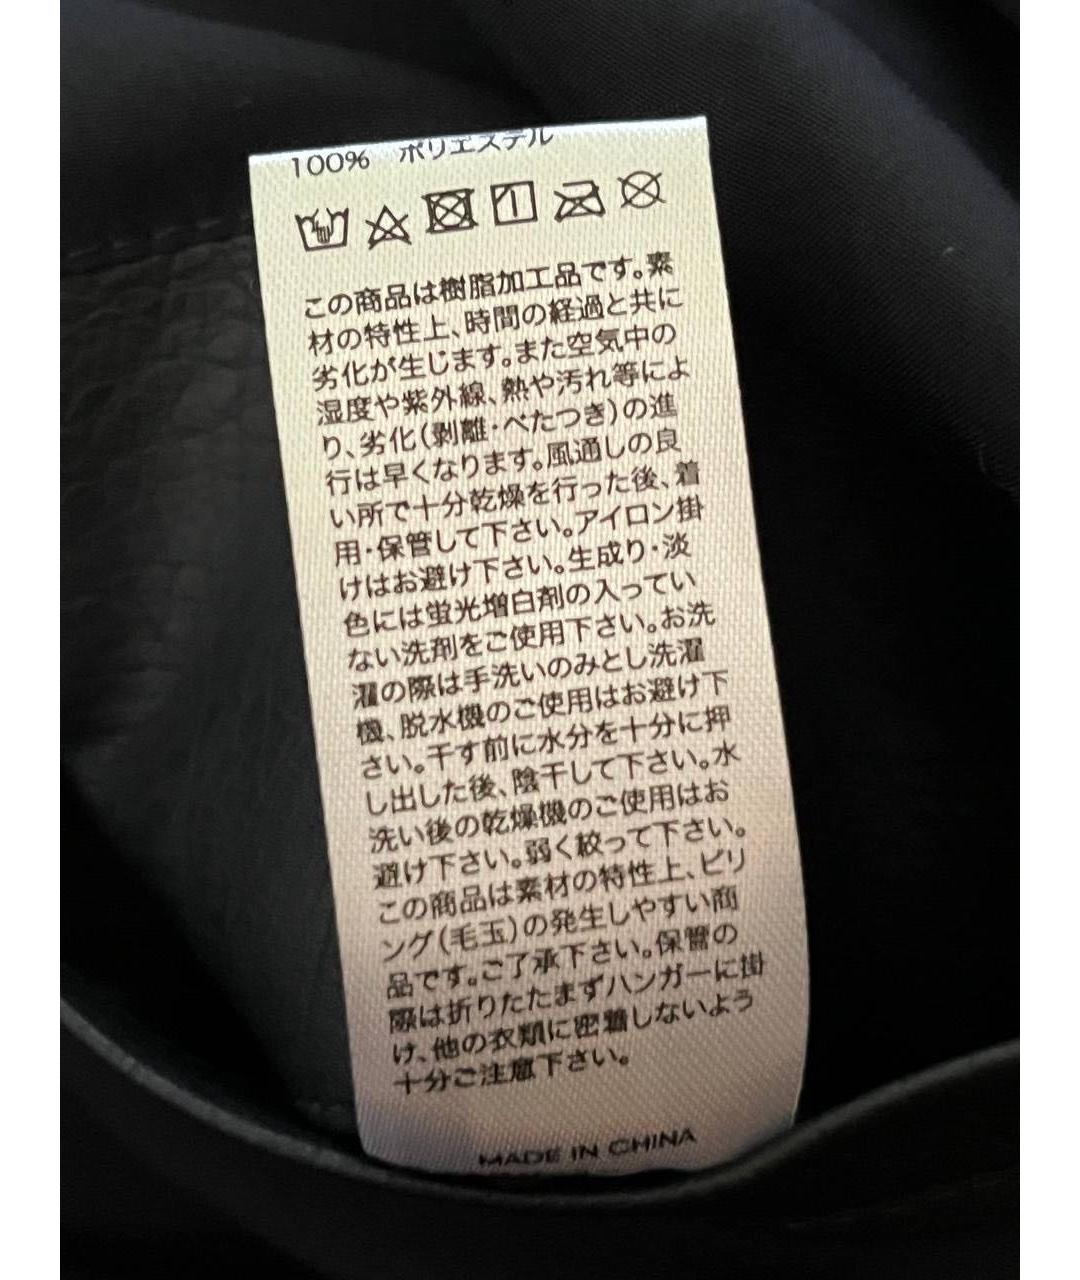 100% ポリエステル
この商品は樹脂加工品です。素
材の特性上、時間の経過と共に
劣化が生じます。また空気中の
湿度や紫外線、熱や汚れ等によ
り、劣化(剥離・べたつき)の進
行は早くなります。風通しの良
い所で十分乾燥を行った後、着
用・保管して下さい。アイロン掛
けはお避け下さい。生成り・淡
色には蛍光増白剤の入ってい
ない洗剤をご使用下さい。お洗
濯の際は手洗いのみとし洗濯
機、脱水機のご使用はお避け下
さい。干す前に水分を十分に押
し出した後、陰干して下さい。水
洗い後の乾燥機のご使用はお
避け下さい。弱く絞って下さい。
この商品は素材の特性上、ピリ
ング(毛玉)の発生しやすい商
品です。ご了承下さい。保管の
際は折りたたまずハンガーに掛
け、他の衣類に密着しないよう
十分ご注意下さい。
MADE IN CHINA